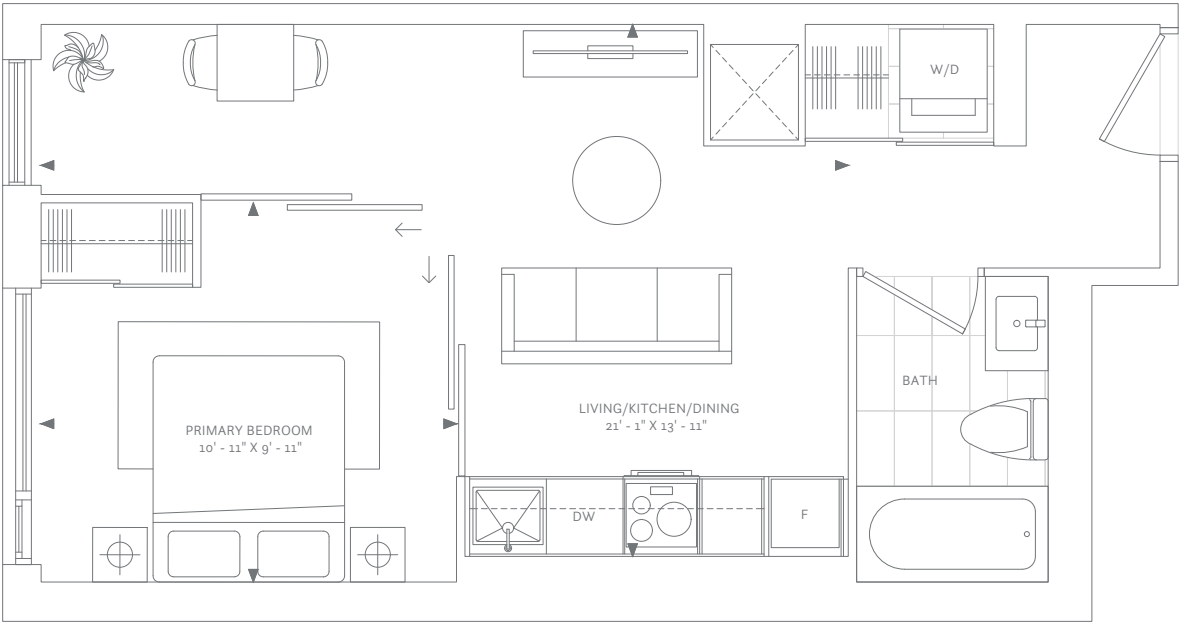 W/D
BATH
LIVING/KITCHEN/DINING
21' - 1" X 13' - 11"
PRIMARY BEDROOM
10' - 11" X 9' - 11"
DW
F